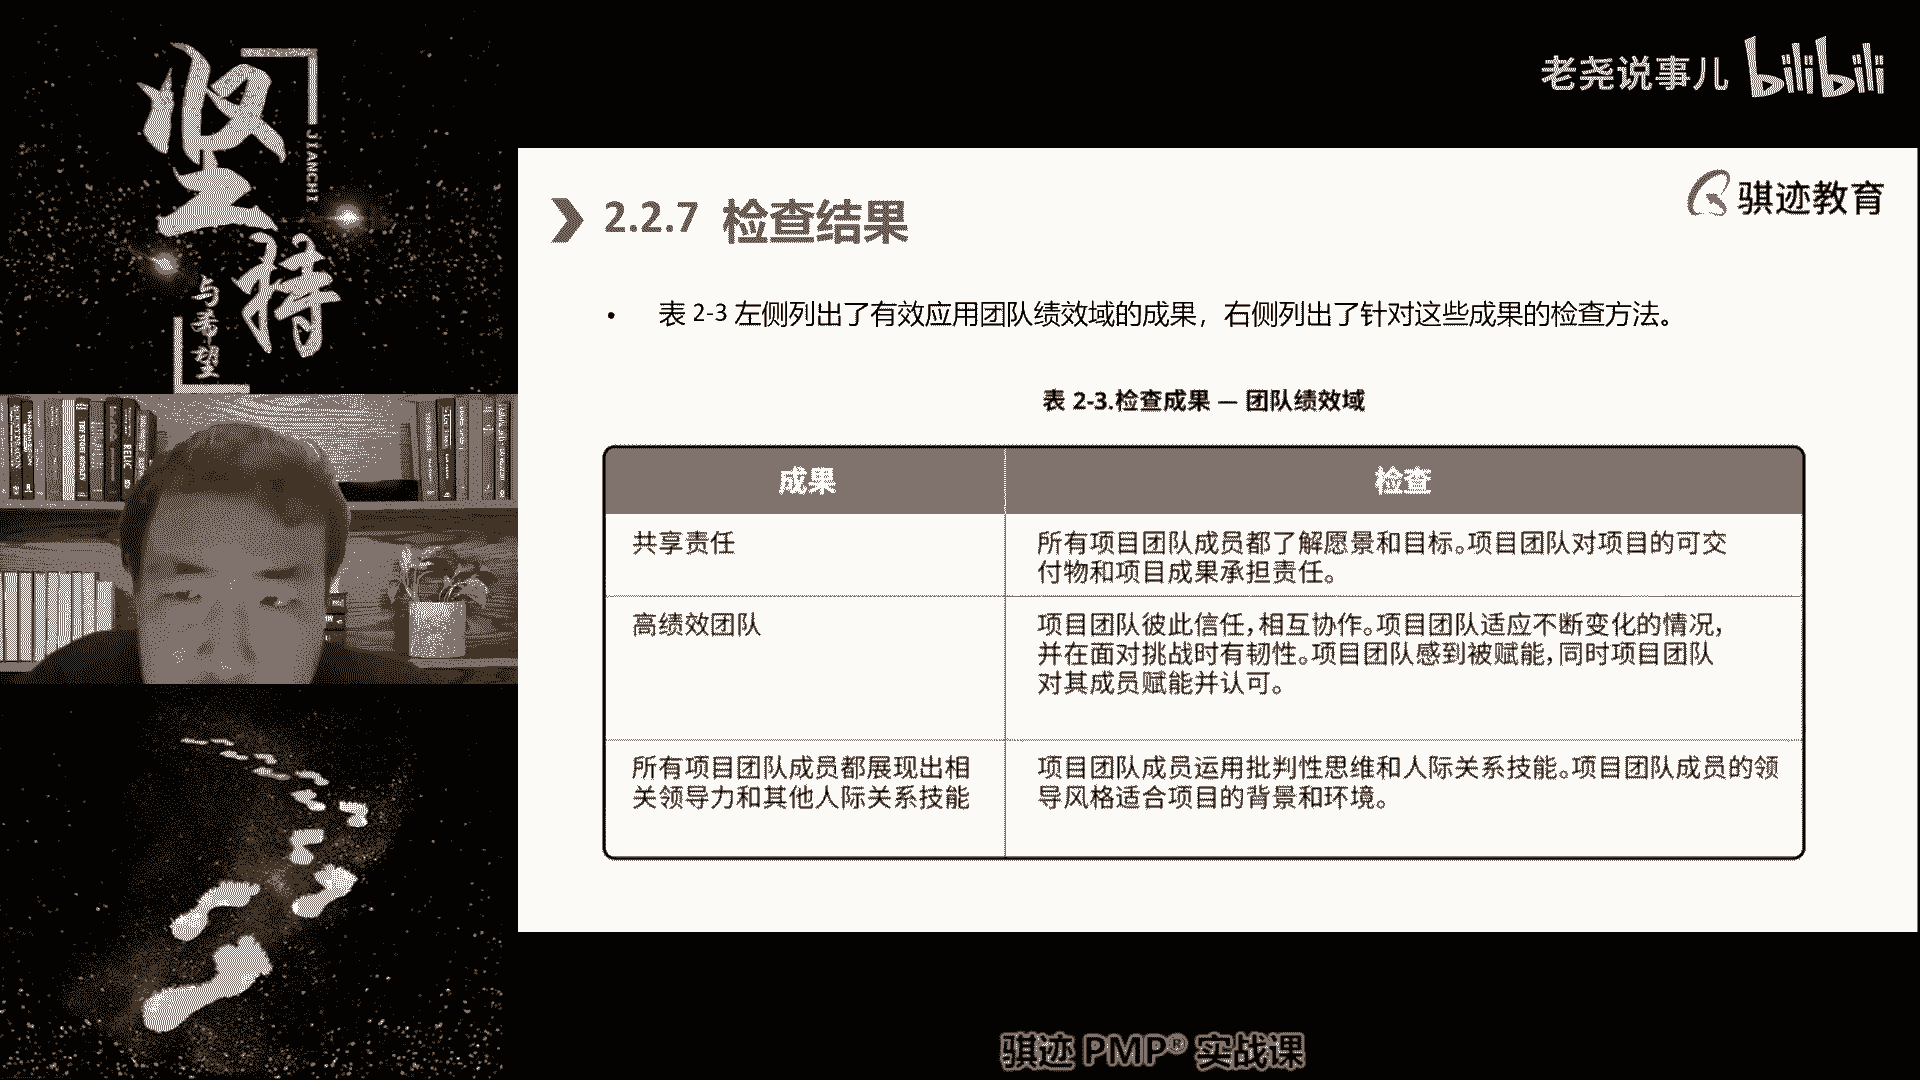 坚持
JIANCHI
与希望
老尧说事儿 bilibili
骐迹教育
2.2.7 检查结果
• 表 2-3 左侧列出了有效应用团队绩效域的成果，右侧列出了针对这些成果的检查方法。
表 2-3.检查成果 — 团队绩效域
成果
检查
共享责任
所有项目团队成员都了解愿景和目标。项目团队对项目的可交
付物和项目成果承担责任。
高绩效团队
项目团队彼此信任，相互协作。项目团队适应不断变化的情况，
并在面对挑战时有韧性。项目团队感到被赋能，同时项目团队
对其成员赋能并认可。
所有项目团队成员都展现出相
关领导力和其他人际关系技能
项目团队成员运用批判性思维和人际关系技能。项目团队成员的领
导风格适合项目的背景和环境。
骐迹 PMP® 实战课